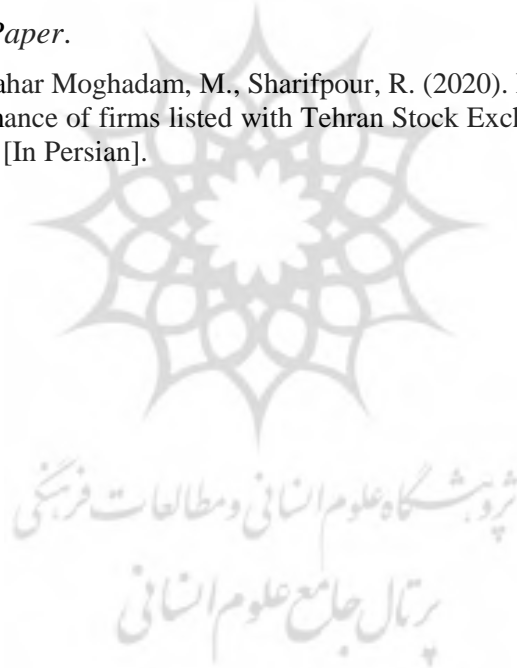 Paper.
ahar Moghadam, M., Sharifpour, R. (2020).
nance of firms listed with Tehran Stock Exch
[In Persian].
پژوهشگاه علوم انسانی و مطالعات فرهنگی
پرتال جامع علوم انسانی